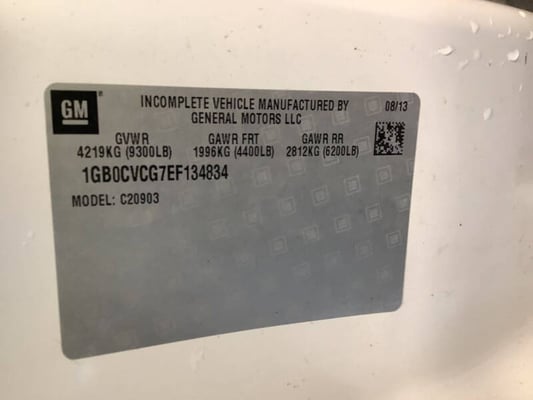 GM
INCOMPLETE VEHICLE MANUFACTURED BY 08/13
GENERAL MOTORS LLC
GVWR GAWR FRT GAWR RR
4219KG (9300LB) 1996KG (4400LB) 2812KG (6200LB)
1GB0CVCG7EF134834
MODEL: C20903